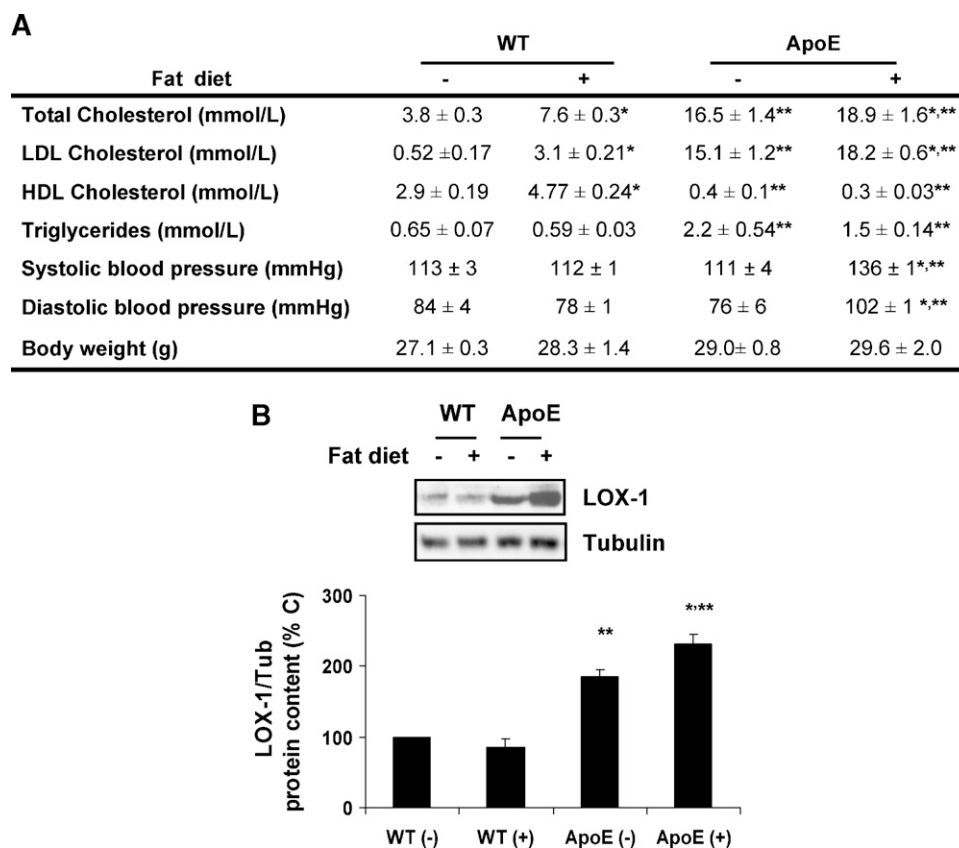 A
WT ApoE
Fat diet - + - +
Total Cholesterol (mmol/L) 3.8 ± 0.3 7.6 ± 0.3* 16.5 ± 1.4** 18.9 ± 1.6*,**
LDL Cholesterol (mmol/L) 0.52 ±0.17 3.1 ± 0.21* 15.1 ± 1.2** 18.2 ± 0.6*,**
HDL Cholesterol (mmol/L) 2.9 ± 0.19 4.77 ± 0.24* 0.4 ± 0.1** 0.3 ± 0.03**
Triglycerides (mmol/L) 0.65 ± 0.07 0.59 ± 0.03 2.2 ± 0.54** 1.5 ± 0.14**
Systolic blood pressure (mmHg) 113 ± 3 112 ± 1 111 ± 4 136 ± 1*,**
Diastolic blood pressure (mmHg) 84 ± 4 78 ± 1 76 ± 6 102 ± 1 *,**
Body weight (g) 27.1 ± 0.3 28.3 ± 1.4 29.0± 0.8 29.6 ± 2.0
B
WT ApoE
Fat diet - + - +
LOX-1
Tubulin
LOX-1/Tub
protein content (% C)
300
200
100
0
**
*,**
WT (-) WT (+) ApoE (-) ApoE (+)